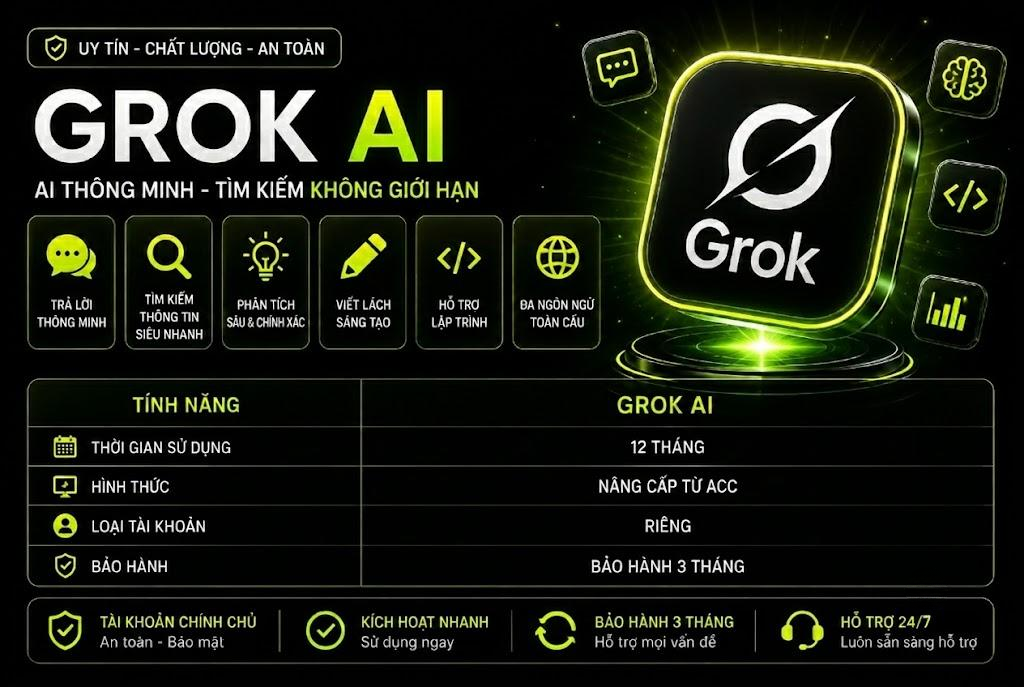 UY TÍN - CHẤT LƯỢNG - AN TOÀN
GROK AI
AI THÔNG MINH - TÌM KIẾM KHÔNG GIỚI HẠN
TRẢ LỜI
THÔNG MINH
TÌM KIẾM
THÔNG TIN
SIÊU NHANH
PHÂN TÍCH
SÂU & CHÍNH XÁC
VIẾT LÁCH
SÁNG TẠO
HỖ TRỢ
LẬP TRÌNH
ĐA NGÔN NGỮ
TOÀN CẦU
Grok
TÍNH NĂNG
GROK AI
THỜI GIAN SỬ DỤNG
12 THÁNG
HÌNH THỨC
NÂNG CẤP TỪ ACC
LOẠI TÀI KHOẢN
RIÊNG
BẢO HÀNH
BẢO HÀNH 3 THÁNG
TÀI KHOẢN CHÍNH CHỦ
An toàn - Bảo mật
KÍCH HOẠT NHANH
Sử dụng ngay
BẢO HÀNH 3 THÁNG
Hỗ trợ mọi vấn đề
HỖ TRỢ 24/7
Luôn sẵn sàng hỗ trợ